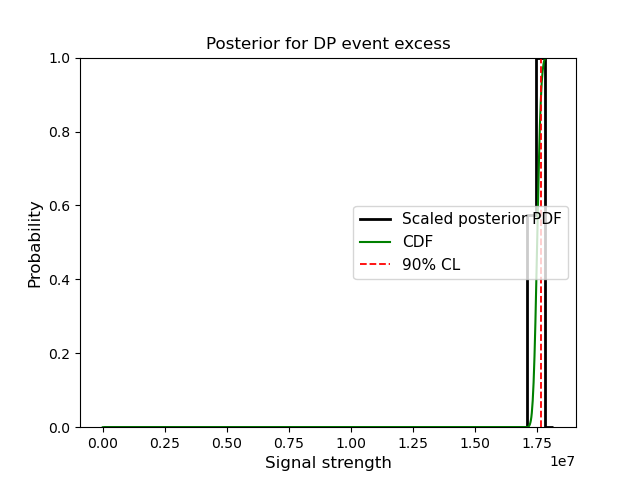 Posterior for DP event excess
1.0
0.8
0.6
0.4
0.2
0.0
Probability
Scaled posterior PDF
CDF
90% CL
0.00 0.25 0.50 0.75 1.00 1.25 1.50 1.75
1e7
Signal strength